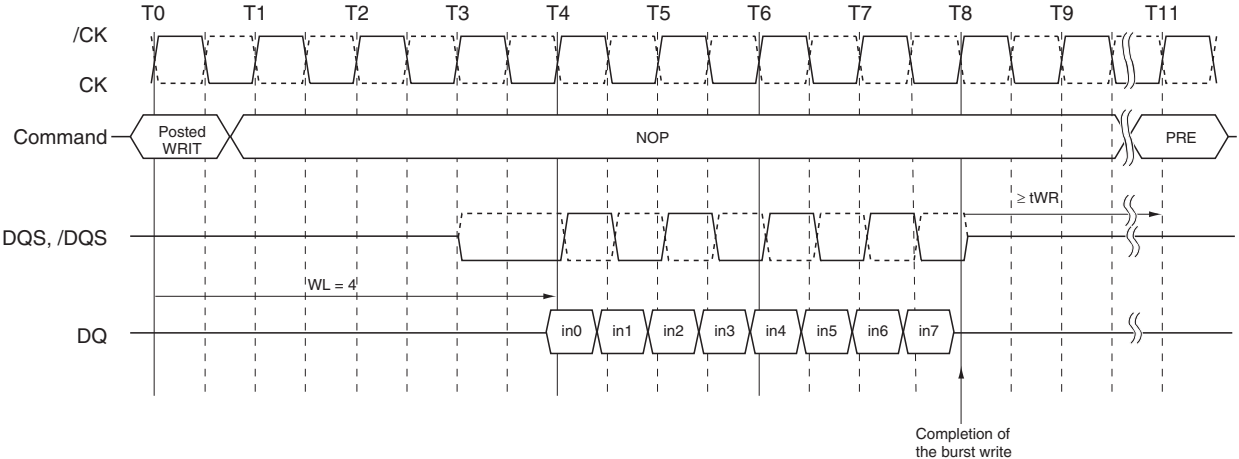 T0 T1 T2 T3 T4 T5 T6 T7 T8 T9 T11
/CK
CK
Command
Posted
WRIT
NOP
PRE
≥ tWR
DQS, /DQS
WL = 4
DQ
in0 in1 in2 in3 in4 in5 in6 in7
Completion of
the burst write